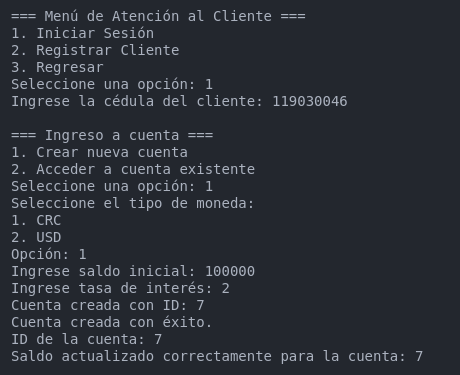 === Menú de Atención al Cliente ===
1. Iniciar Sesión
2. Registrar Cliente
3. Regresar
Seleccione una opción: 1
Ingrese la cédula del cliente: 119030046

=== Ingreso a cuenta ===
1. Crear nueva cuenta
2. Acceder a cuenta existente
Seleccione una opción: 1
Seleccione el tipo de moneda:
1. CRC
2. USD
Opción: 1
Ingrese saldo inicial: 100000
Ingrese tasa de interés: 2
Cuenta creada con ID: 7
Cuenta creada con éxito.
ID de la cuenta: 7
Saldo actualizado correctamente para la cuenta: 7